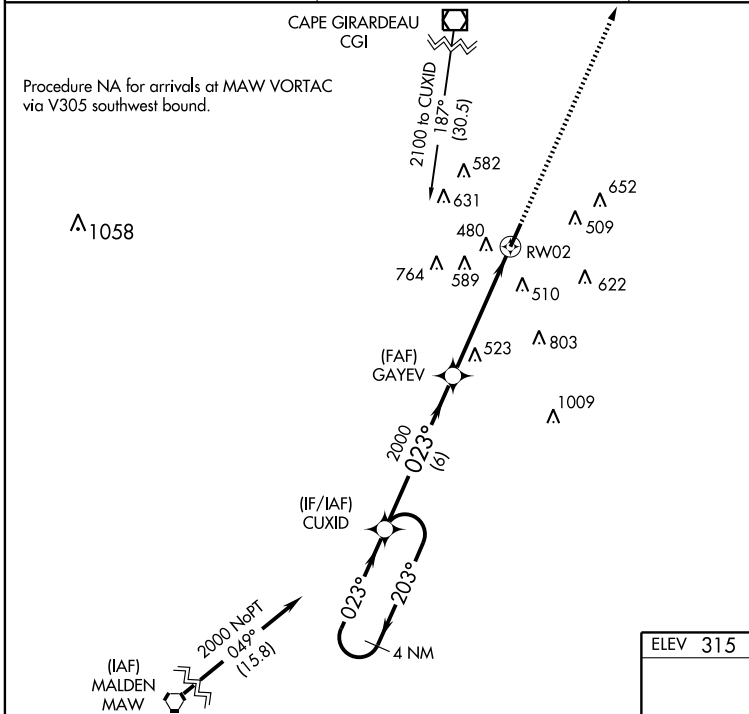 CAPE GIRARDEAU
CGI
Procedure NA for arrivals at MAW VORTAC
via V305 southwest bound.
2100 to CUXID
187°
(30.5)
582
631
652
509
1058
480
RW02
764
589
510
622
523
803
(FAF)
GAYEV
1009
2000
023°
(6)
(IF/IAF)
CUXID
023°
203°
4 NM
2000 NoPT
049°
(15.8)
(IAF)
MALDEN
MAW
ELEV 315